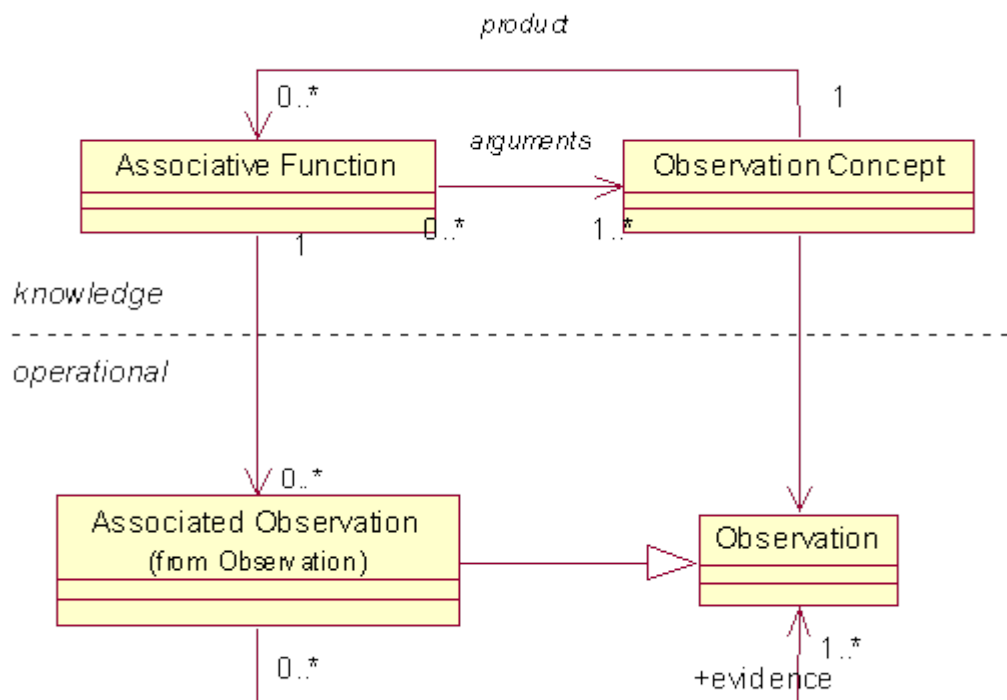 product
0..*
1
Associative Function
arguments
Observation Concept
1
0..*
1..*
knowledge
operational
0..*
Associated Observation
(from Observation)
Observation
0..*
1..*
+evidence